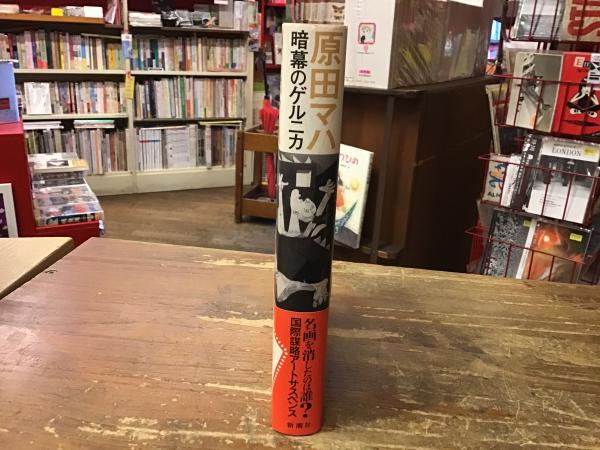 原田マハ
暗幕のゲルニカ
名画を消したのは誰?
国際謀略アートサスペンス
新潮社
LONDON